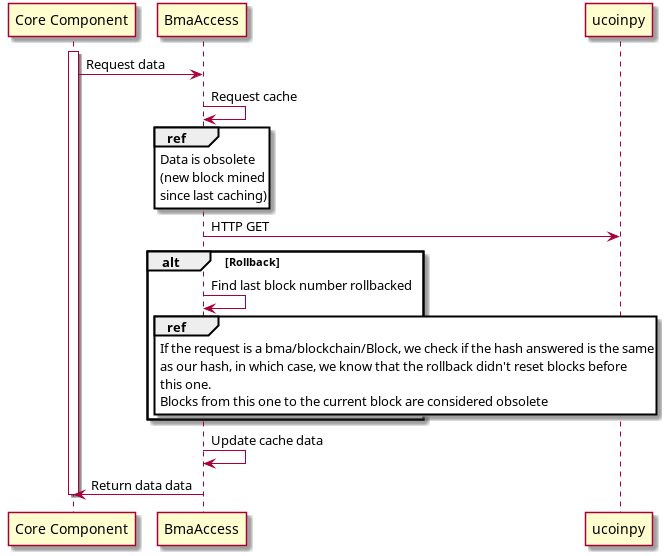 Core Component BmaAccess ucoinpy
Request data
Request cache
ref
Data is obsolete
(new block mined
since last caching)
HTTP GET
alt [Rollback]
Find last block number rollbacked
ref
If the request is a bma/blockchain/Block, we check if the hash answered is the same
as our hash, in which case, we know that the rollback didn't reset blocks before
this one.
Blocks from this one to the current block are considered obsolete
Update cache data
Return data data
Core Component BmaAccess ucoinpy